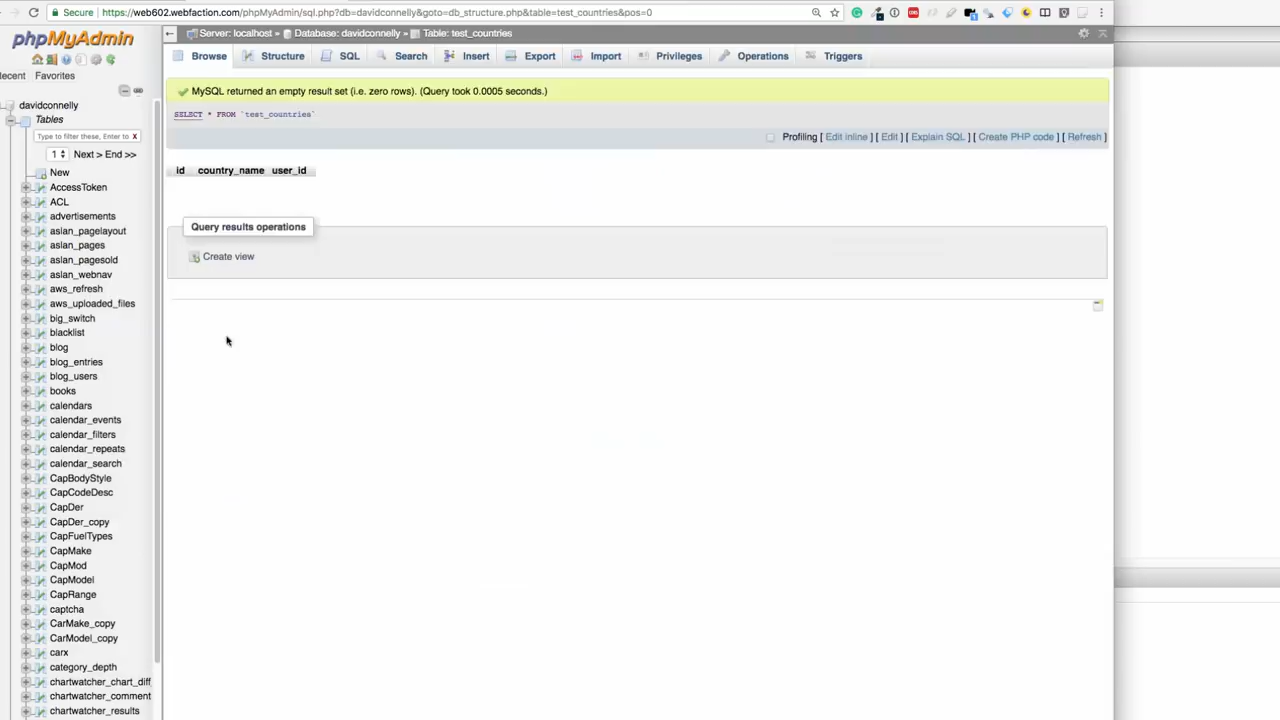 Secure https://web602.webfaction.com/phpMyAdmin/sql.php?db=davidconnelly&goto=db_structure.php&table=test_countries&pos=0
phpMyAdmin
Server: localhost » Database: davidconnelly » Table: test_countries
Browse Structure SQL Search Insert Export Import Privileges Operations Triggers
ecent Favorites
MySQL returned an empty result set (i.e. zero rows). (Query took 0.0005 seconds.)
SELECT * FROM `test_countries`
Profiling [ Edit inline ] [ Edit ] [ Explain SQL ] [ Create PHP code ] [ Refresh ]
id country_name user_id
Query results operations
Create view
davidconnelly
Tables
Type to filter these, Enter to X
1 Next > End >>
New
AccessToken
ACL
advertisements
aslan_pagelayout
aslan_pages
aslan_pagesold
aslan_webnav
aws_refresh
aws_uploaded_files
big_switch
blacklist
blog
blog_entries
blog_users
books
calendars
calendar_events
calendar_filters
calendar_repeats
calendar_search
CapBodyStyle
CapCodeDesc
CapDer
CapDer_copy
CapFuelTypes
CapMake
CapMod
CapModel
CapRange
captcha
CarMake_copy
CarModel_copy
carx
category_depth
chartwatcher_chart_diff
chartwatcher_comment
chartwatcher_results